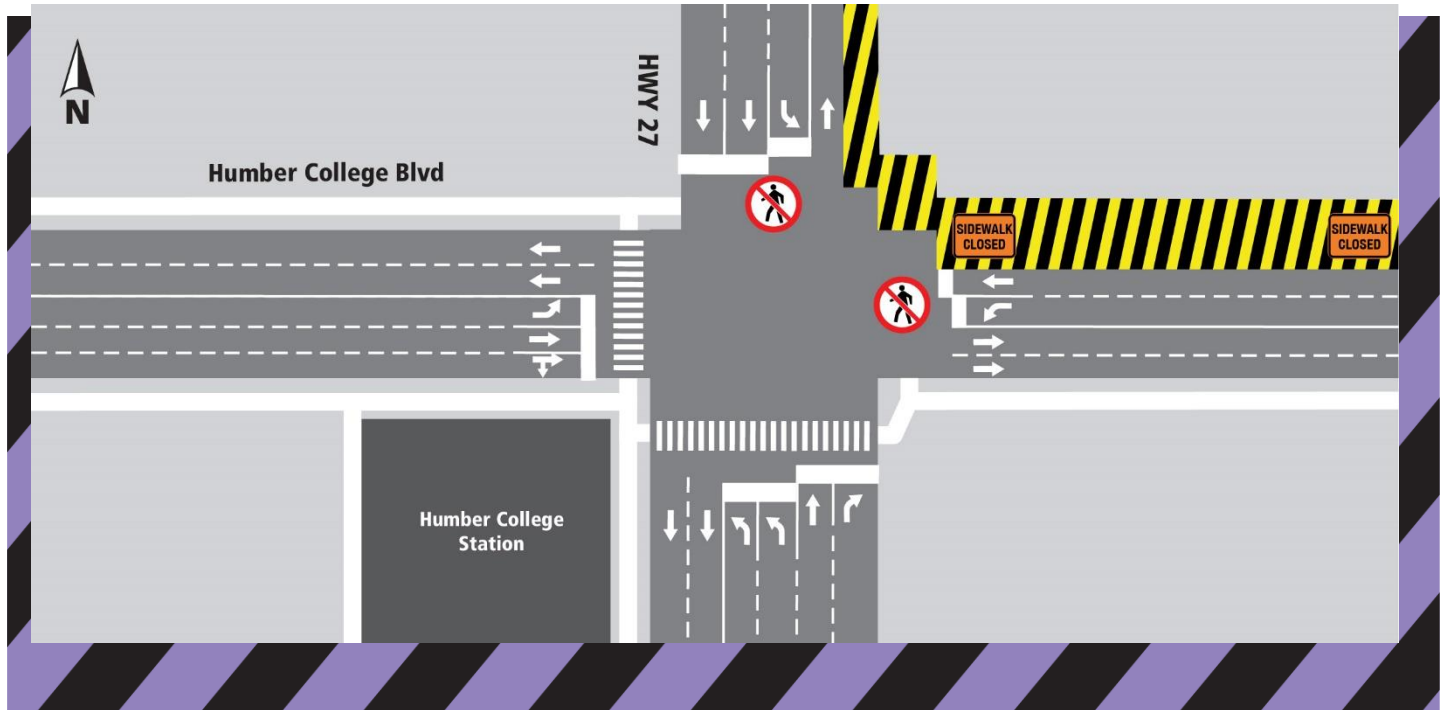 N
HWY 27
Humber College Blvd
SIDEWALK
CLOSED
SIDEWALK
CLOSED
Humber College
Station